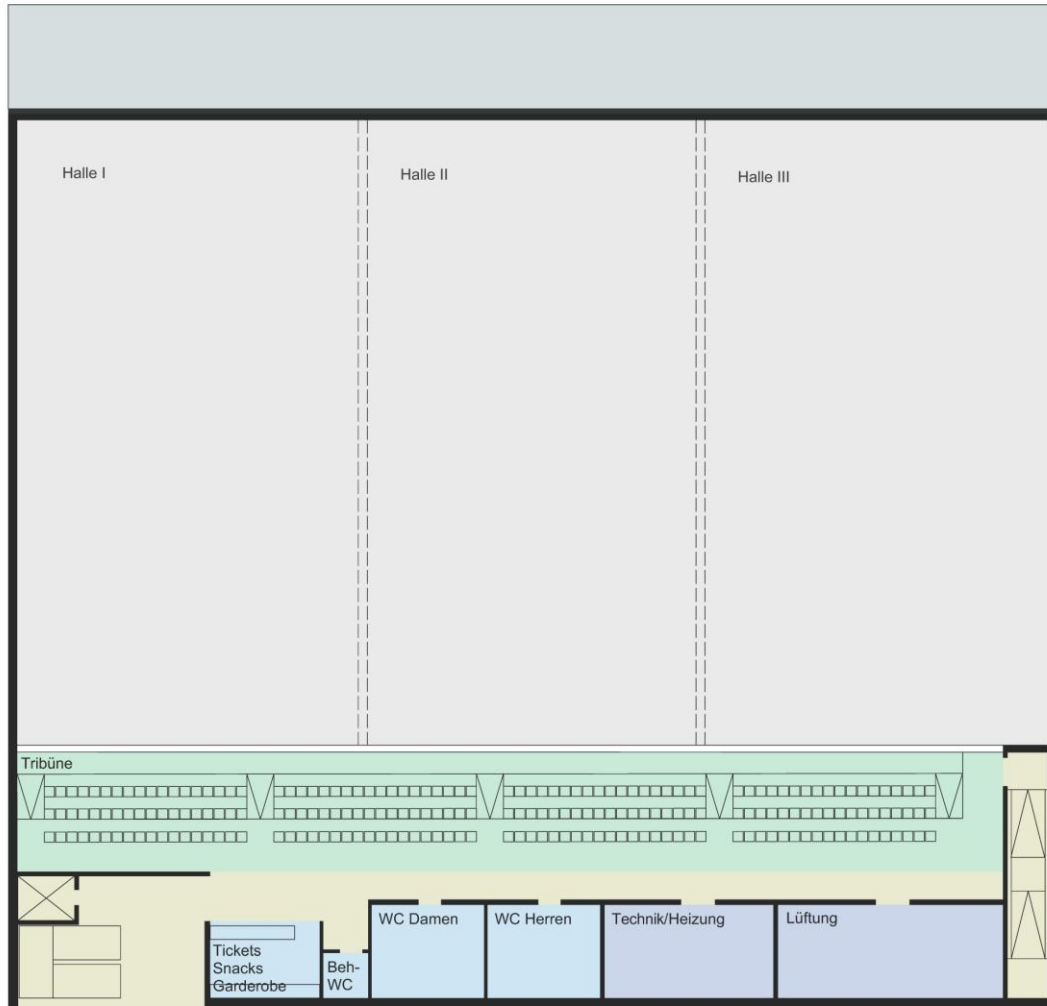 Halle I
Halle II
Halle III
Tribüne
WC Damen
WC Herren
Technik/Heizung
Lüftung
Tickets
Snacks
Garderobe
Beh-
WC